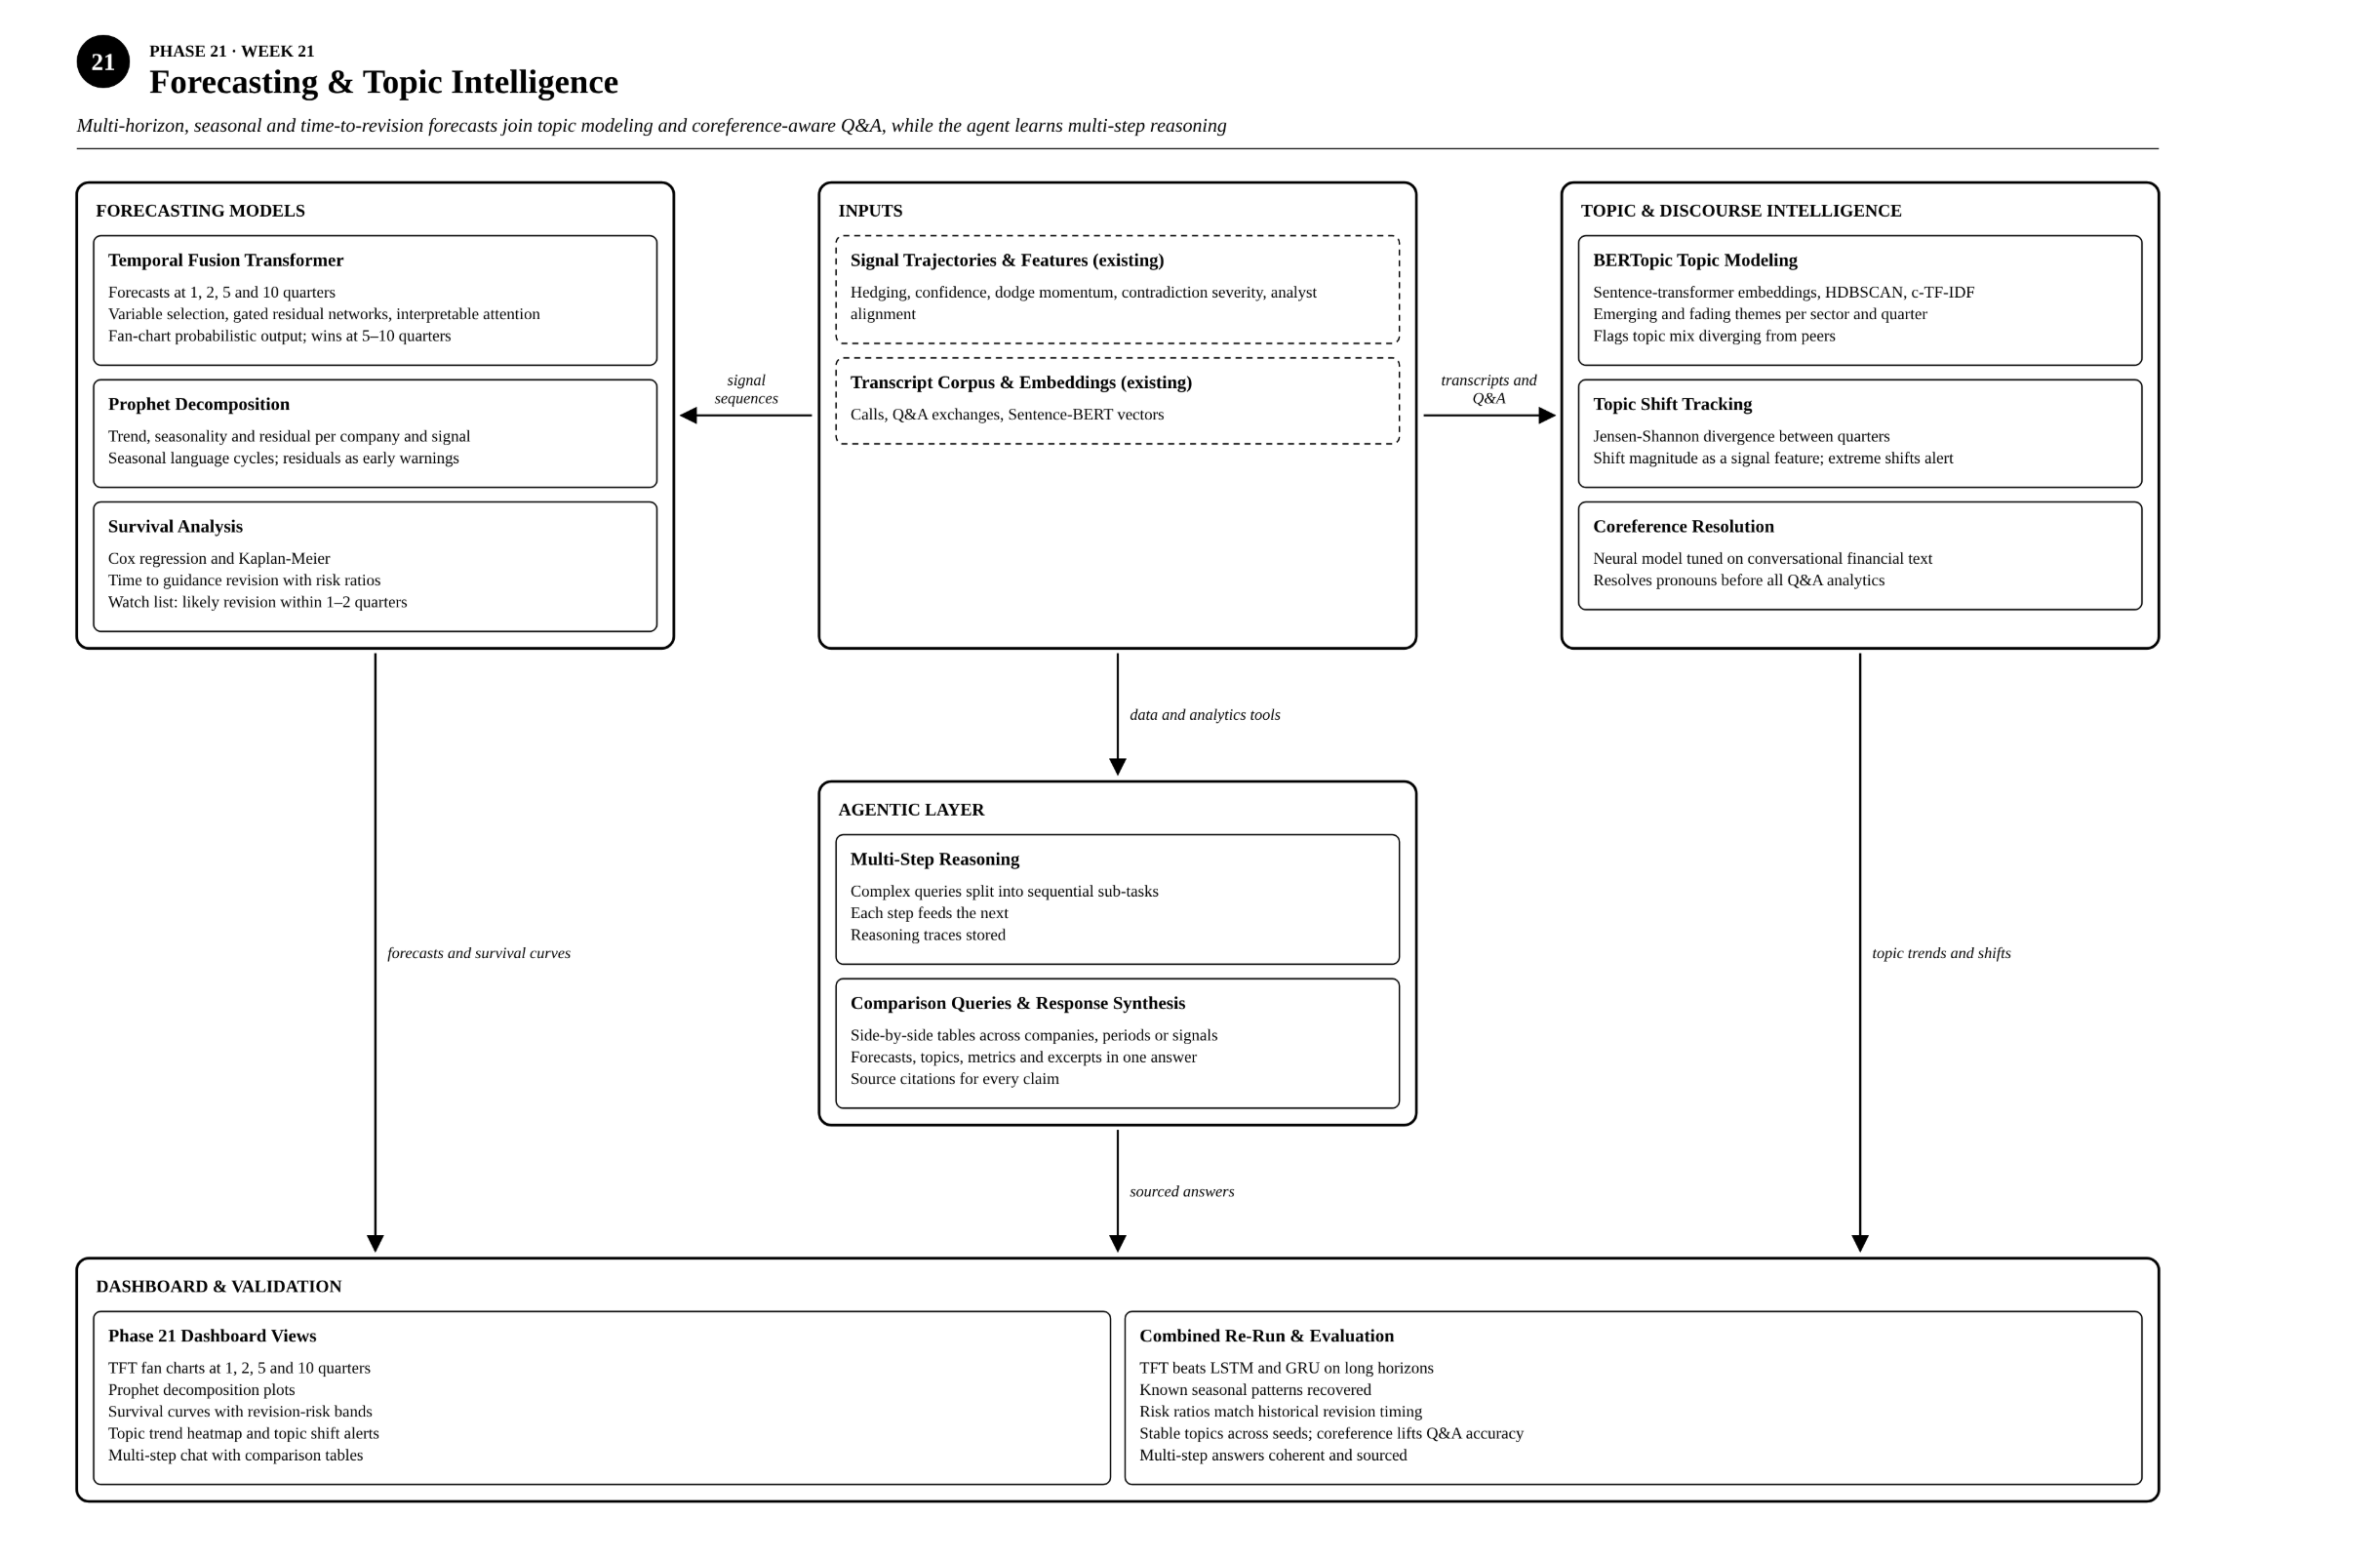 21
PHASE 21 · WEEK 21
Forecasting & Topic Intelligence
Multi-horizon, seasonal and time-to-revision forecasts join topic modeling and coreference-aware Q&A, while the agent learns multi-step reasoning
FORECASTING MODELS
Temporal Fusion Transformer
Forecasts at 1, 2, 5 and 10 quarters
Variable selection, gated residual networks, interpretable attention
Fan-chart probabilistic output; wins at 5–10 quarters
Prophet Decomposition
Trend, seasonality and residual per company and signal
Seasonal language cycles; residuals as early warnings
Survival Analysis
Cox regression and Kaplan-Meier
Time to guidance revision with risk ratios
Watch list: likely revision within 1–2 quarters
signal
sequences
INPUTS
Signal Trajectories & Features (existing)
Hedging, confidence, dodge momentum, contradiction severity, analyst
alignment
Transcript Corpus & Embeddings (existing)
Calls, Q&A exchanges, Sentence-BERT vectors
transcripts and
Q&A
TOPIC & DISCOURSE INTELLIGENCE
BERTopic Topic Modeling
Sentence-transformer embeddings, HDBSCAN, c-TF-IDF
Emerging and fading themes per sector and quarter
Flags topic mix diverging from peers
Topic Shift Tracking
Jensen-Shannon divergence between quarters
Shift magnitude as a signal feature; extreme shifts alert
Coreference Resolution
Neural model tuned on conversational financial text
Resolves pronouns before all Q&A analytics
data and analytics tools
AGENTIC LAYER
Multi-Step Reasoning
Complex queries split into sequential sub-tasks
Each step feeds the next
Reasoning traces stored
Comparison Queries & Response Synthesis
Side-by-side tables across companies, periods or signals
Forecasts, topics, metrics and excerpts in one answer
Source citations for every claim
forecasts and survival curves
topic trends and shifts
sourced answers
DASHBOARD & VALIDATION
Phase 21 Dashboard Views
TFT fan charts at 1, 2, 5 and 10 quarters
Prophet decomposition plots
Survival curves with revision-risk bands
Topic trend heatmap and topic shift alerts
Multi-step chat with comparison tables
Combined Re-Run & Evaluation
TFT beats LSTM and GRU on long horizons
Known seasonal patterns recovered
Risk ratios match historical revision timing
Stable topics across seeds; coreference lifts Q&A accuracy
Multi-step answers coherent and sourced